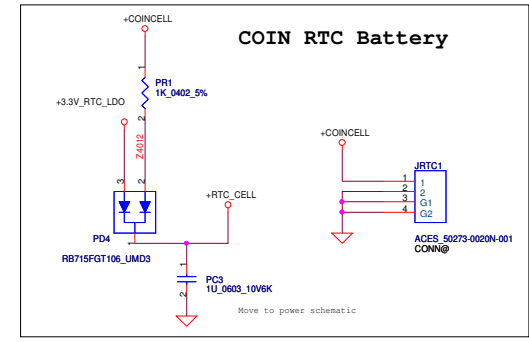 +COINCELL
COIN RTC Battery
1
PR1
1K_0402_5%
+3.3V_RTC_LDO
2
Z4012
3
2
+COINCELL
JRTC1
1
1
2
2
3
G1
4
G2
+RTC_CELL
PD4
1
ACES_50273-0020N-001
CONN@
RB715FGT106_UMD3
1
PC3
1U_0603_10V6K
2
Move to power schematic